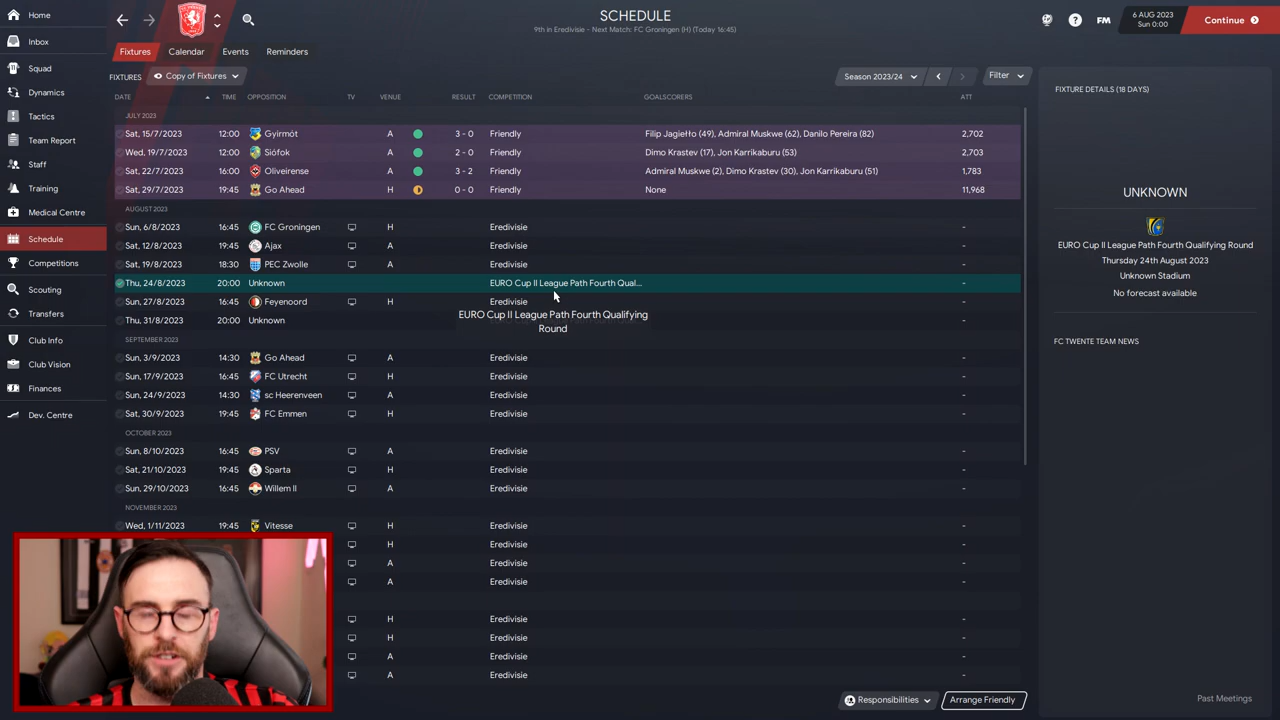 SCHEDULE
9th in Eredivisie - Next Match: FC Groningen (H) (Today 16:45)
FM
6 AUG 2023
Sun 0:00
Continue
Home
Inbox
Squad
Dynamics
Tactics
Team Report
Staff
Training
Medical Centre
Schedule
Competitions
Scouting
Transfers
Club Info
Club Vision
Finances
Dev. Centre
Fixtures Calendar Events Reminders
FIXTURES Copy of Fixtures Season 2023/24 Filter
DATE TIME OPPOSITION TV VENUE RESULT COMPETITION GOALSCORERS ATT
JULY 2023
Sat, 15/7/2023 12:00 Gyirmót A 3 - 0 Friendly Filip Jagiełło (49), Admiral Muskwe (62), Danilo Pereira (82) 2,702
Wed, 19/7/2023 12:00 Siófok A 2 - 0 Friendly Dimo Krastev (17), Jon Karrikaburu (53) 2,703
Sat, 22/7/2023 16:00 Oliveirense A 3 - 2 Friendly Admiral Muskwe (2), Dimo Krastev (30), Jon Karrikaburu (51) 1,783
Sat, 29/7/2023 19:45 Go Ahead H 0 - 0 Friendly None 11,968
AUGUST 2023
Sun, 6/8/2023 16:45 FC Groningen H Eredivisie -
Sat, 12/8/2023 19:45 Ajax A Eredivisie -
Sat, 19/8/2023 18:30 PEC Zwolle A Eredivisie -
Thu, 24/8/2023 20:00 Unknown EURO Cup II League Path Fourth Qual... -
Sun, 27/8/2023 16:45 Feyenoord H Eredivisie -
Thu, 31/8/2023 20:00 Unknown -
EURO Cup II League Path Fourth Qualifying
Round
SEPTEMBER 2023
Sun, 3/9/2023 14:30 Go Ahead A Eredivisie -
Sun, 17/9/2023 16:45 FC Utrecht H Eredivisie -
Sun, 24/9/2023 14:30 sc Heerenveen A Eredivisie -
Sat, 30/9/2023 19:45 FC Emmen H Eredivisie -
OCTOBER 2023
Sun, 8/10/2023 16:45 PSV A Eredivisie -
Sat, 21/10/2023 19:45 Sparta H Eredivisie -
Sun, 29/10/2023 16:45 Willem II A Eredivisie -
NOVEMBER 2023
Wed, 1/11/2023 19:45 Vitesse H Eredivisie -
H Eredivisie -
A Eredivisie -
A Eredivisie -
H Eredivisie -
H Eredivisie -
A Eredivisie -
A Eredivisie -
Responsibilities Arrange Friendly
FIXTURE DETAILS (18 DAYS)
UNKNOWN
EURO Cup II League Path Fourth Qualifying Round
Thursday 24th August 2023
Unknown Stadium
No forecast available
FC TWENTE TEAM NEWS
Past Meetings